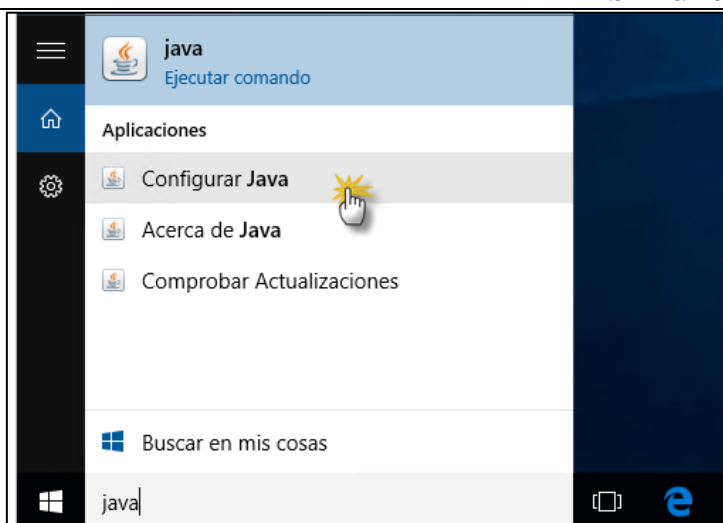 java
Ejecutar comando
Aplicaciones
Configurar Java
Acerca de Java
Comprobar Actualizaciones
Buscar en mis cosas
java